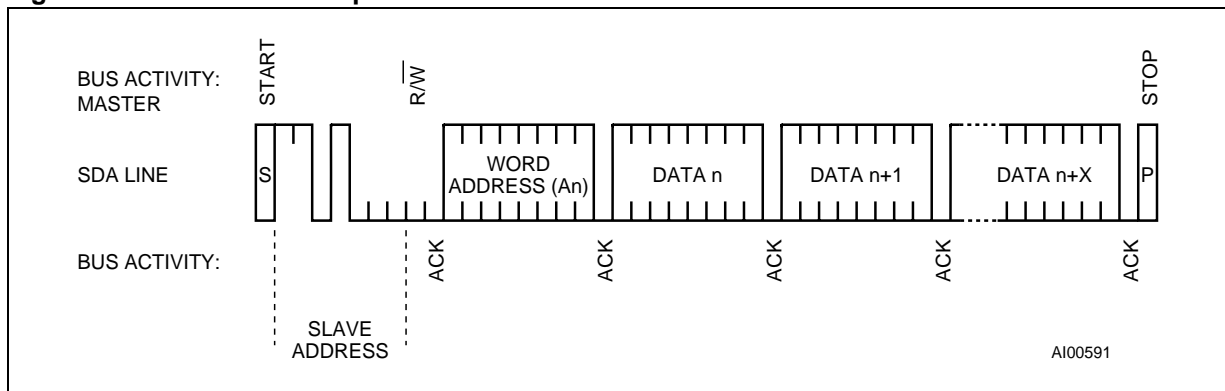 BUS ACTIVITY:
MASTER
START
R/W
STOP
SDA LINE
S
WORD
ADDRESS (An)
DATA n
DATA n+1
DATA n+X
P
BUS ACTIVITY:
ACK
ACK
ACK
ACK
ACK
SLAVE
ADDRESS
AI00591